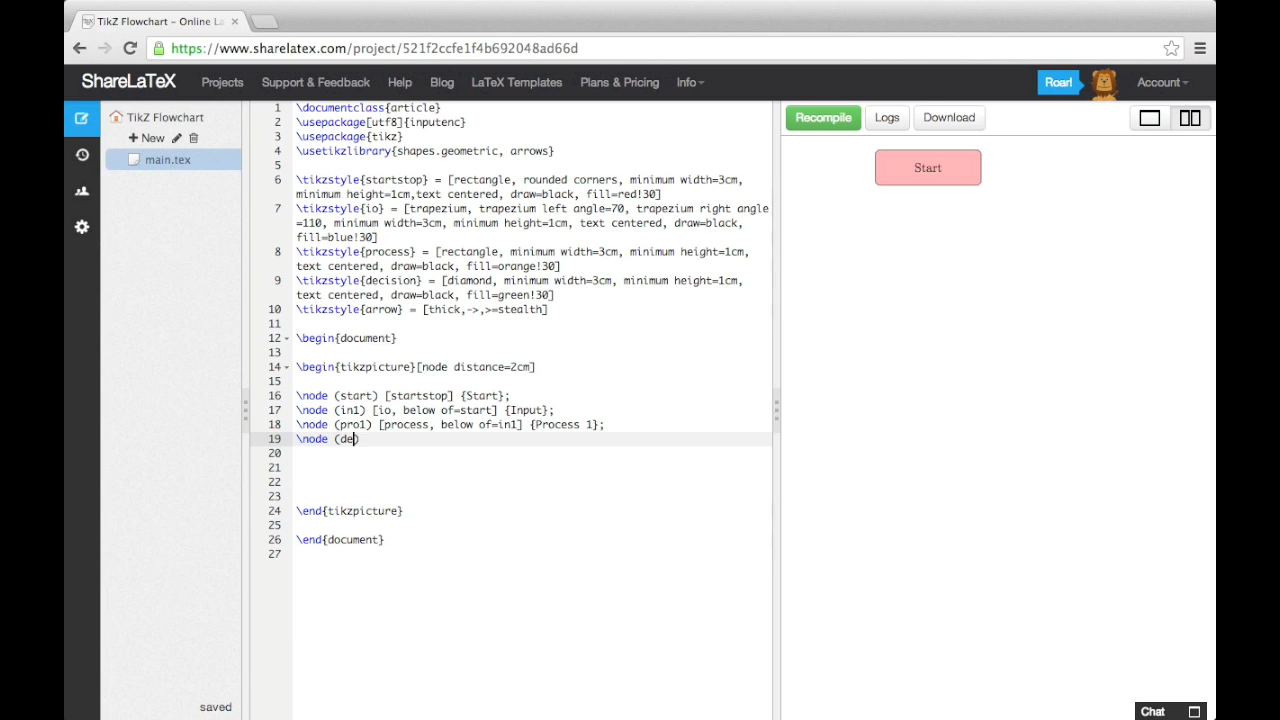 TikZ Flowchart – Online La
https://www.sharelatex.com/project/521f2ccfe1f4b692048ad66d
ShareLaTeX Projects Support & Feedback Help Blog LaTeX Templates Plans & Pricing Info Roar! Account
TikZ Flowchart
New
main.tex
saved
1 \documentclass{article}
2 \usepackage[utf8]{inputenc}
3 \usepackage{tikz}
4 \usetikzlibrary{shapes.geometric, arrows}
5
6 \tikzstyle{startstop} = [rectangle, rounded corners, minimum width=3cm,
minimum height=1cm,text centered, draw=black, fill=red!30]
7 \tikzstyle{io} = [trapezium, trapezium left angle=70, trapezium right angle
=110, minimum width=3cm, minimum height=1cm, text centered, draw=black,
fill=blue!30]
8 \tikzstyle{process} = [rectangle, minimum width=3cm, minimum height=1cm,
text centered, draw=black, fill=orange!30]
9 \tikzstyle{decision} = [diamond, minimum width=3cm, minimum height=1cm,
text centered, draw=black, fill=green!30]
10 \tikzstyle{arrow} = [thick,->,>=stealth]
11
12 \begin{document}
13
14 \begin{tikzpicture}[node distance=2cm]
15
16 \node (start) [startstop] {Start};
17 \node (in1) [io, below of=start] {Input};
18 \node (pro1) [process, below of=in1] {Process 1};
19 \node (de)
20
21
22
23
24 \end{tikzpicture}
25
26 \end{document}
27
Recompile Logs Download
Start
Chat